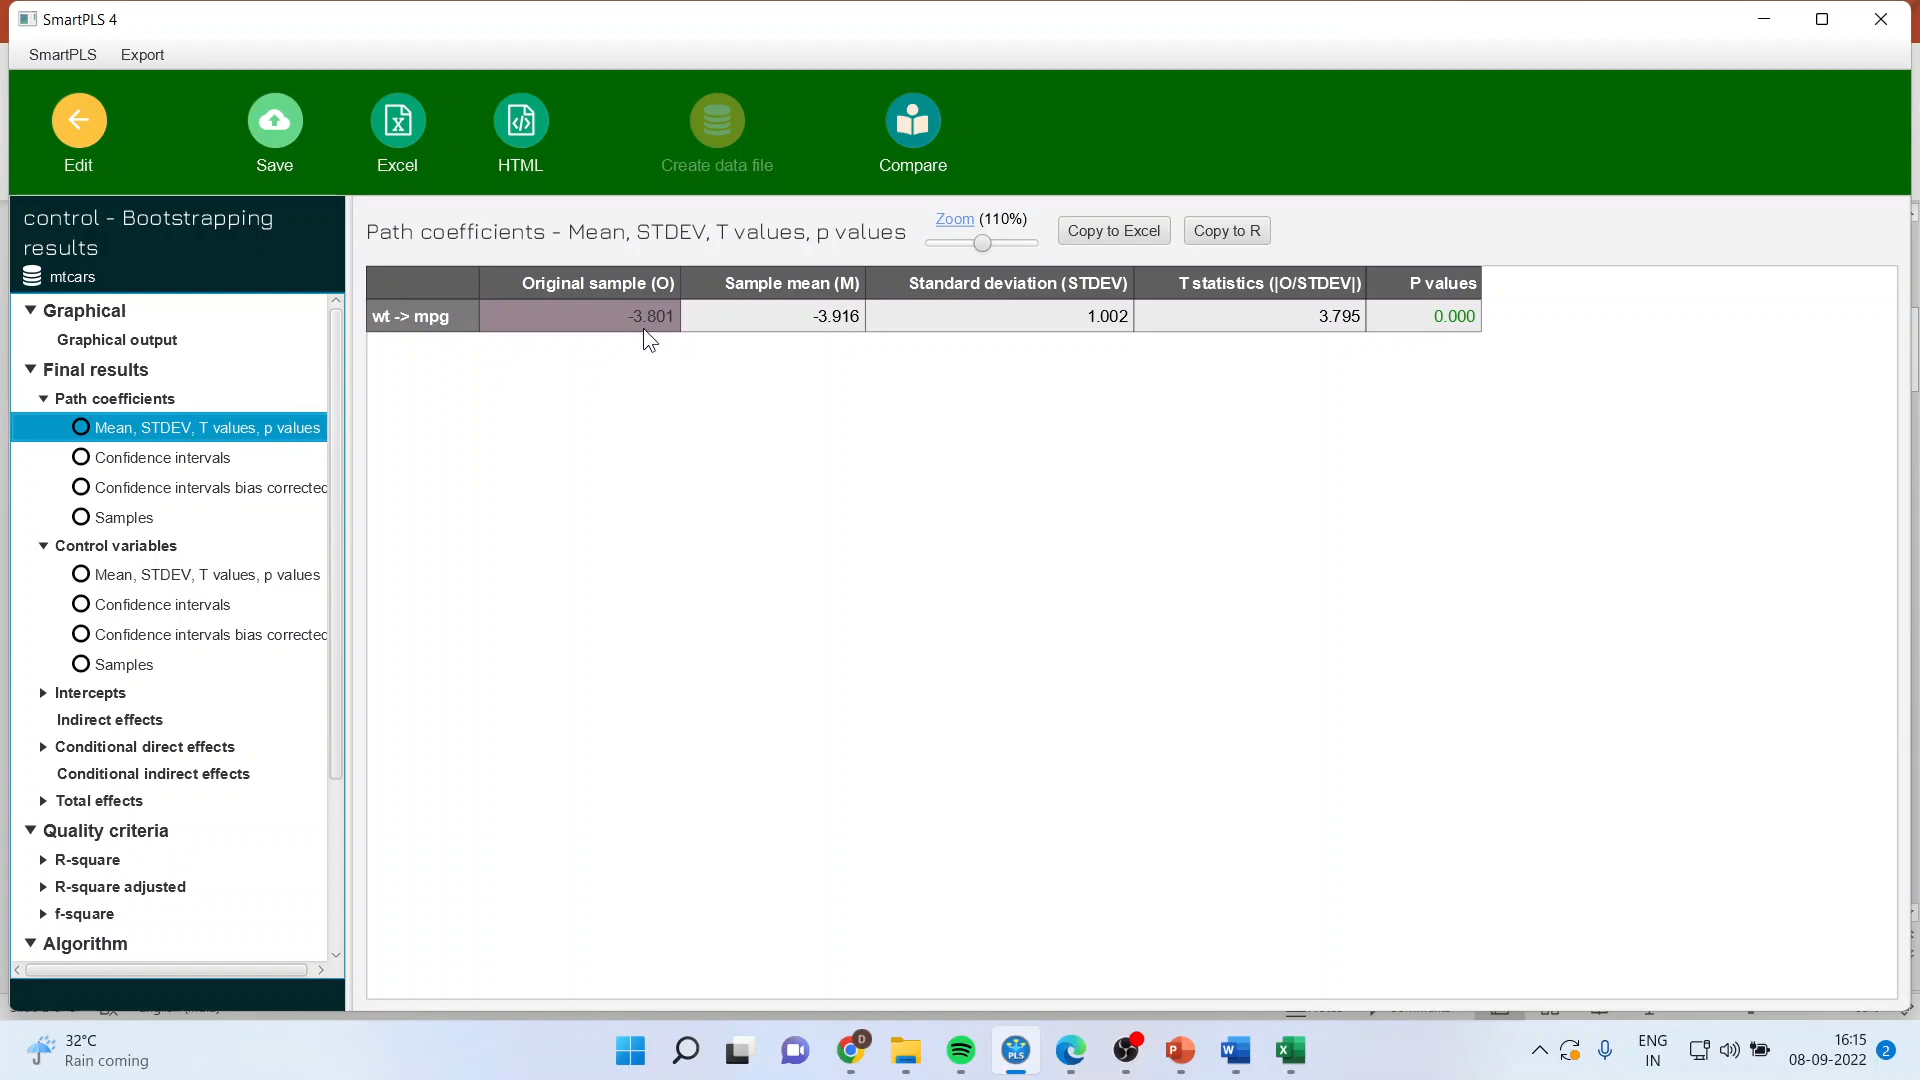 SmartPLS 4
SmartPLS Export
Edit Save Excel HTML Create data file Compare
control - Bootstrapping
results
mtcars
Graphical
Graphical output
Final results
Path coefficients
Mean, STDEV, T values, p values
Confidence intervals
Confidence intervals bias corrected
Samples
Control variables
Mean, STDEV, T values, p values
Confidence intervals
Confidence intervals bias corrected
Samples
Intercepts
Indirect effects
Conditional direct effects
Conditional indirect effects
Total effects
Quality criteria
R-square
R-square adjusted
f-square
Algorithm
Path coefficients - Mean, STDEV, T values, p values Zoom (110%) Copy to Excel Copy to R
Original sample (O) Sample mean (M) Standard deviation (STDEV) T statistics (|O/STDEV|) P values
wt -> mpg -3.801 -3.916 1.002 3.795 0.000
32°C
Rain coming
D
PLS
ENG
IN
16:15
08-09-2022
2